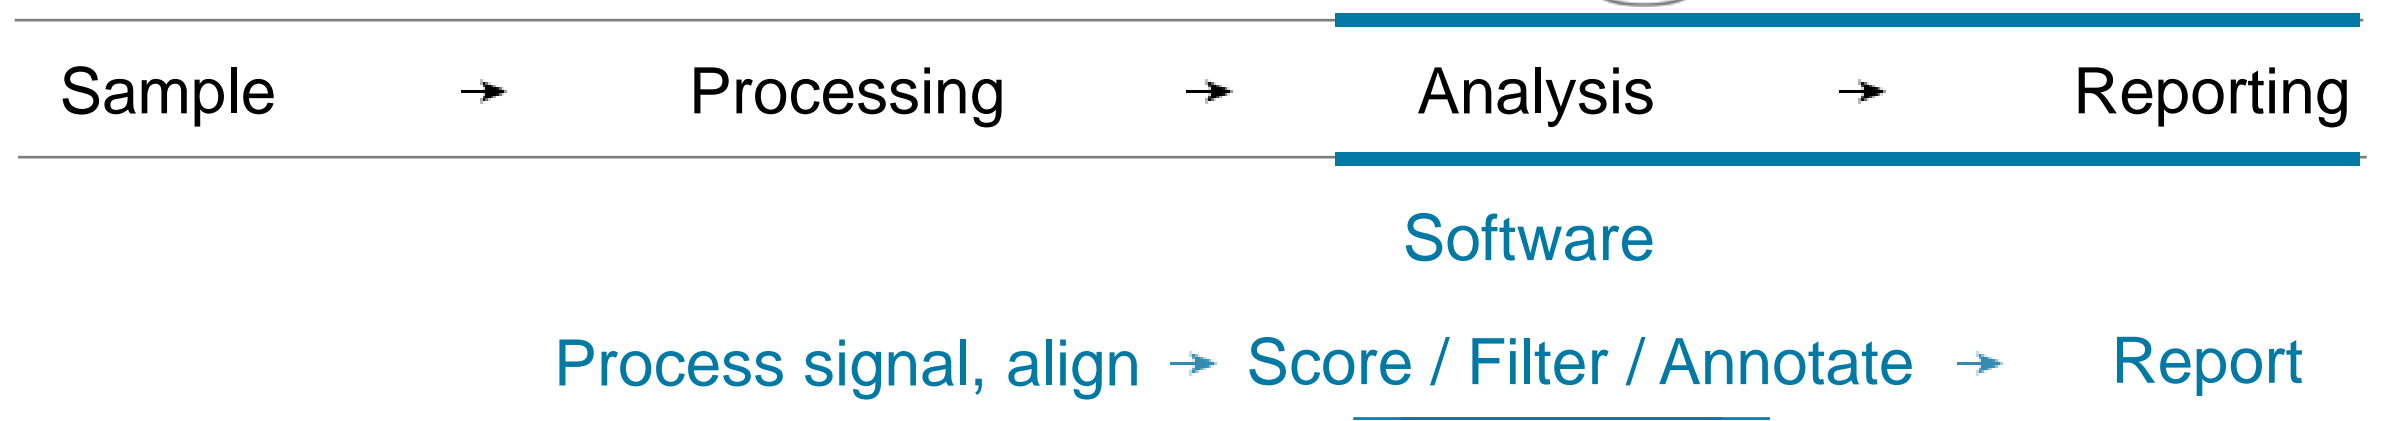 Sample → Processing → Analysis → Reporting
Software
Process signal, align → Score / Filter / Annotate → Report